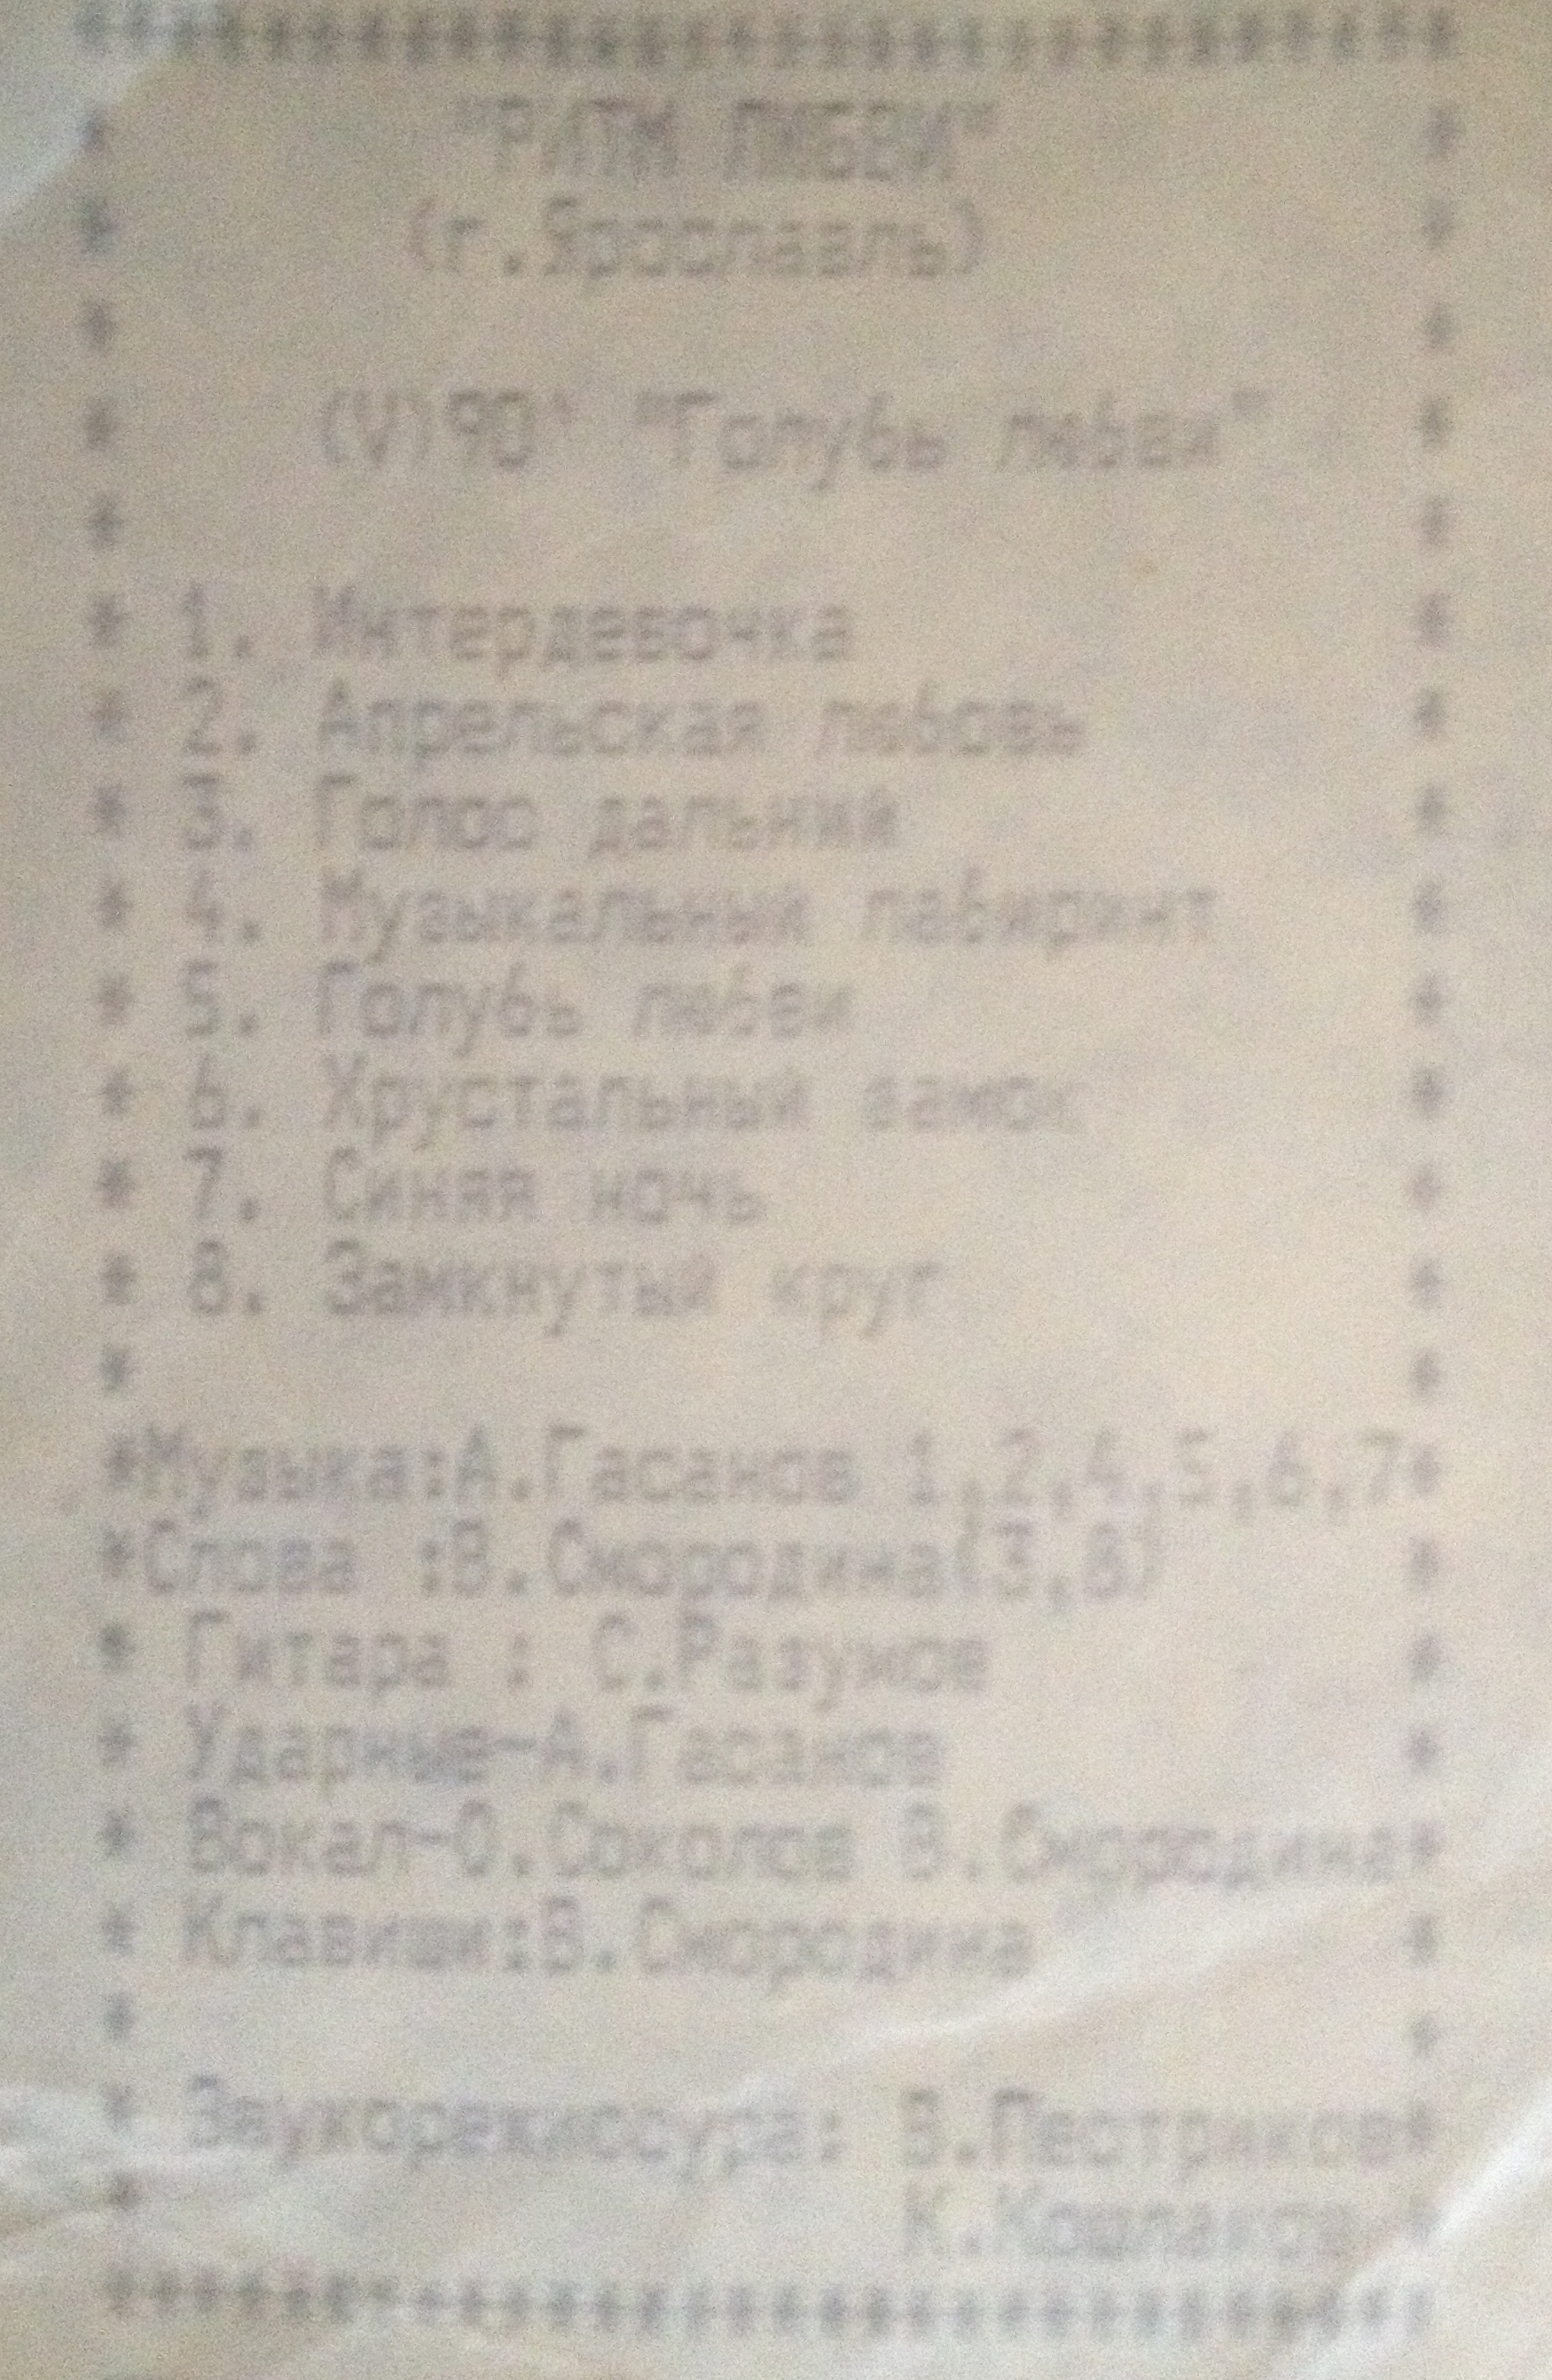 ******************************
* "РИТМ ЛЮБВИ" *
* (г.Ярославль) *
* *
* (V)90' "Голубь любви" *
* *
* 1. Интердевочка *
* 2. Апрельская любовь *
* 3. Голос дальний *
* 4. Музыкальный лабиринт *
* 5. Голубь любви *
* 6. Хрустальный замок *
* 7. Синяя ночь *
* 8. Замкнутый круг *
* *
*Музыка:А.Гасанов 1,2,4,5,6,7*
*Слова :В.Смородина(3,8) *
* Гитара : С.Разумов *
* Ударные-А.Гасанов *
* Вокал-О.Соколов В.Смородина*
* Клавиши:В.Смородина *
* *
* Звукорежиссура: В.Пестриков*
* К.Кошлаков *
******************************